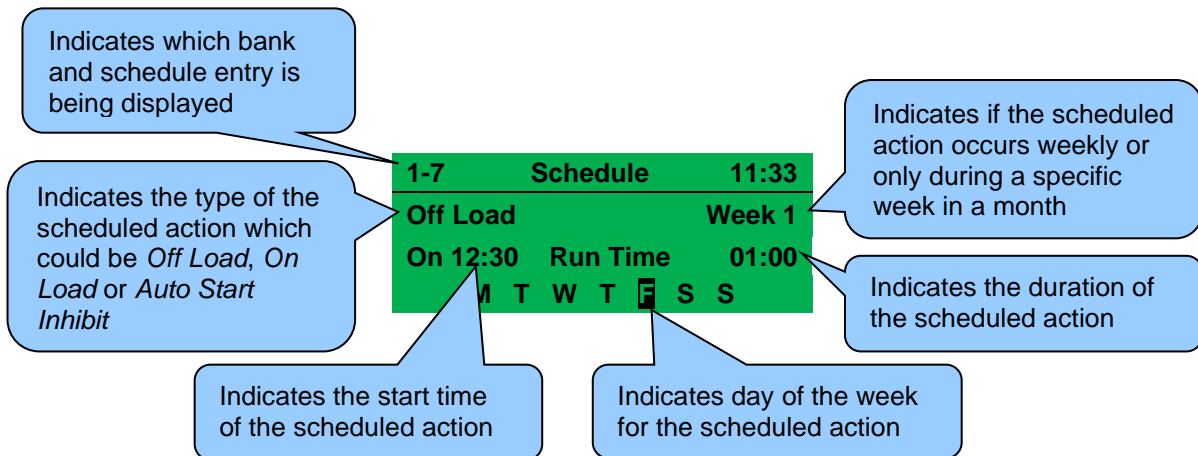 Indicates which bank
and schedule entry is
being displayed
Indicates the type of the
scheduled action which
could be Off Load, On
Load or Auto Start
Inhibit
1-7 Schedule 11:33
Off Load Week 1
On 12:30 Run Time 01:00
M T W T F S S
Indicates if the scheduled
action occurs weekly or
only during a specific
week in a month
Indicates the duration of
the scheduled action
Indicates the start time
of the scheduled action
Indicates day of the week
for the scheduled action